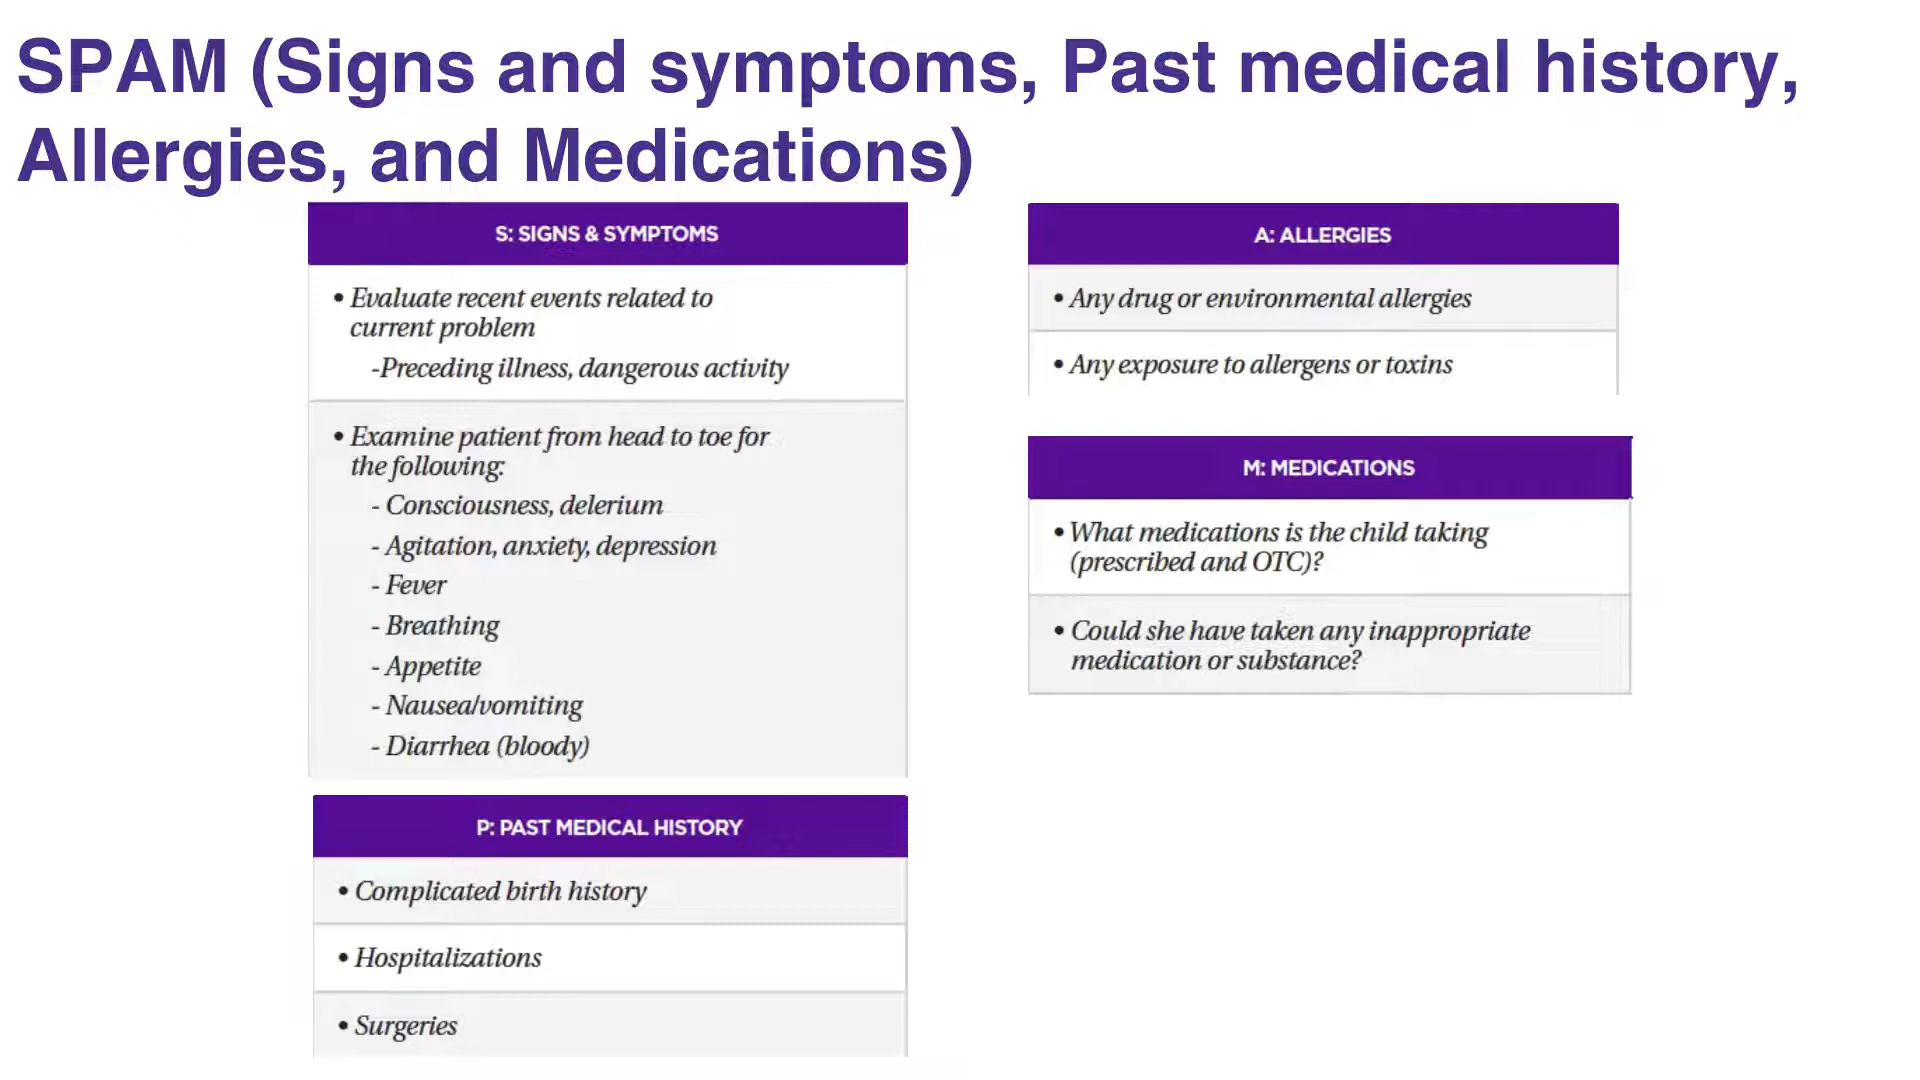 SPAM (Signs and symptoms, Past medical history,
Allergies, and Medications)
S: SIGNS & SYMPTOMS
• Evaluate recent events related to
current problem
-Preceding illness, dangerous activity
• Examine patient from head to toe for
the following:
- Consciousness, delerium
- Agitation, anxiety, depression
- Fever
- Breathing
- Appetite
- Nausea/vomiting
- Diarrhea (bloody)
P: PAST MEDICAL HISTORY
• Complicated birth history
• Hospitalizations
• Surgeries
A: ALLERGIES
• Any drug or environmental allergies
• Any exposure to allergens or toxins
M: MEDICATIONS
• What medications is the child taking
(prescribed and OTC)?
• Could she have taken any inappropriate
medication or substance?